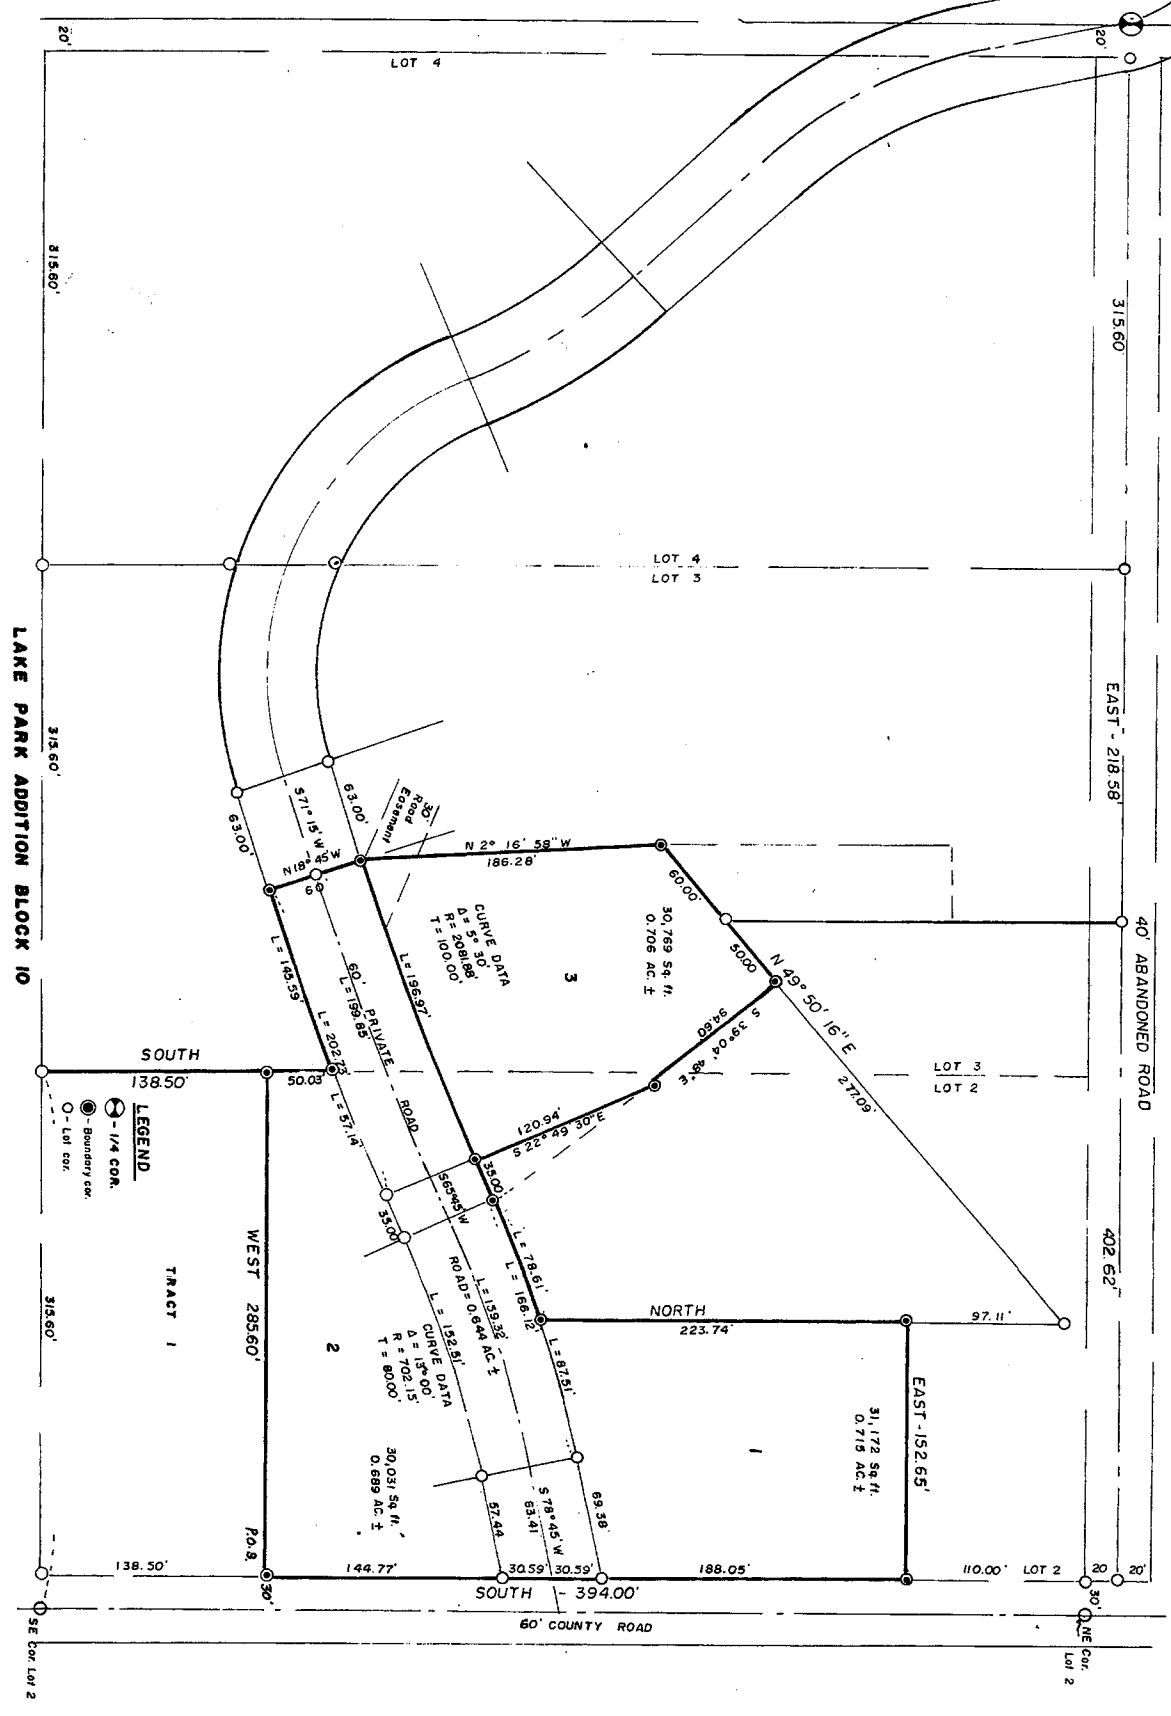 20'
LOT 4
20'
315.60'
315.60'
LOT 4
LOT 3
EAST - 218.58'
40' ABANDONED ROAD
LAKE PARK ADDITION BLOCK 10
315.60'
63.00'
63.00'
S 71° 15' W
N 18° 45' W
60'
30'
Road
Easement
N 2° 16' 58" W
186.28'
60.00'
50.00
N 49° 50' 16" E
277.09'
30,769 Sq. ft.
0.706 AC. ±
3
CURVE DATA
Δ = 5° 30'
R = 2081.88'
T = 100.00'
S 39° 04' 48" E
94.60'
L = 196.97'
60' PRIVATE ROAD
L = 199.85'
L = 145.59'
L = 202.73'
L = 57.14'
SOUTH
138.50'
50.03'
LOT 3
LOT 2
120.94'
S 22° 49' 30" E
35.00
S 65° 45' W
35.00
LEGEND
- 1/4 COR.
- Boundary cor.
- Lot cor.
TRACT 1
WEST 285.60'
315.60'
402.62'
L = 78.61'
L = 166.12'
L = 87.51'
L = 159.32'
ROAD = 0.644 AC. ±
L = 152.51'
CURVE DATA
Δ = 13° 00'
R = 702.15'
T = 80.00'
2
30,031 Sq. ft.
0.689 AC. ±
NORTH
223.74'
97.11'
EAST - 152.65'
31,172 Sq. ft.
0.715 AC. ±
1
69.38'
S 78° 45' W
63.41
57.44
138.50'
P.O.B.
30'
144.77'
30.59'
30.59'
188.05'
110.00'
LOT 2
20
20'
30'
SOUTH - 394.00'
60' COUNTY ROAD
SE Cor. Lot 2
NE Cor.
Lot 2